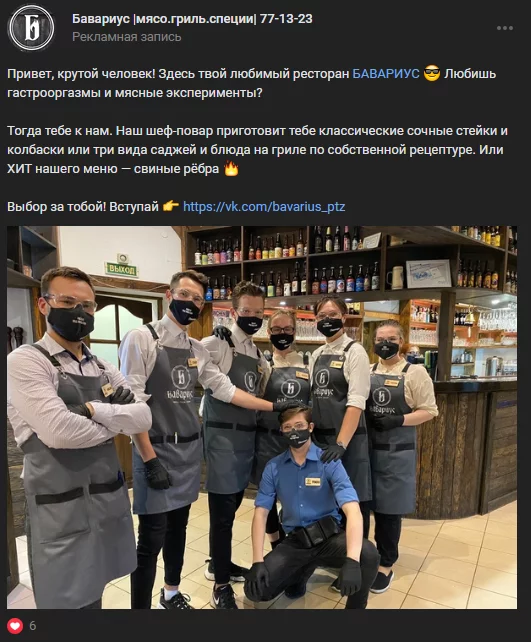 Бавариус |мясо.гриль.специи| 77-13-23
Рекламная запись
Привет, крутой человек! Здесь твой любимый ресторан БАВАРИУС 😎 Любишь
гастрооргазмы и мясные эксперименты?
Тогда тебе к нам. Наш шеф-повар приготовит тебе классические сочные стейки и
колбаски или три вида саджей и блюда на гриле по собственной рецептуре. Или
ХИТ нашего меню — свиные рёбра 🔥
Выбор за тобой! Вступай 👉 https://vk.com/bavarius_ptz
ВЫХОД
Бавариус
Бавариус
Бавариус
6